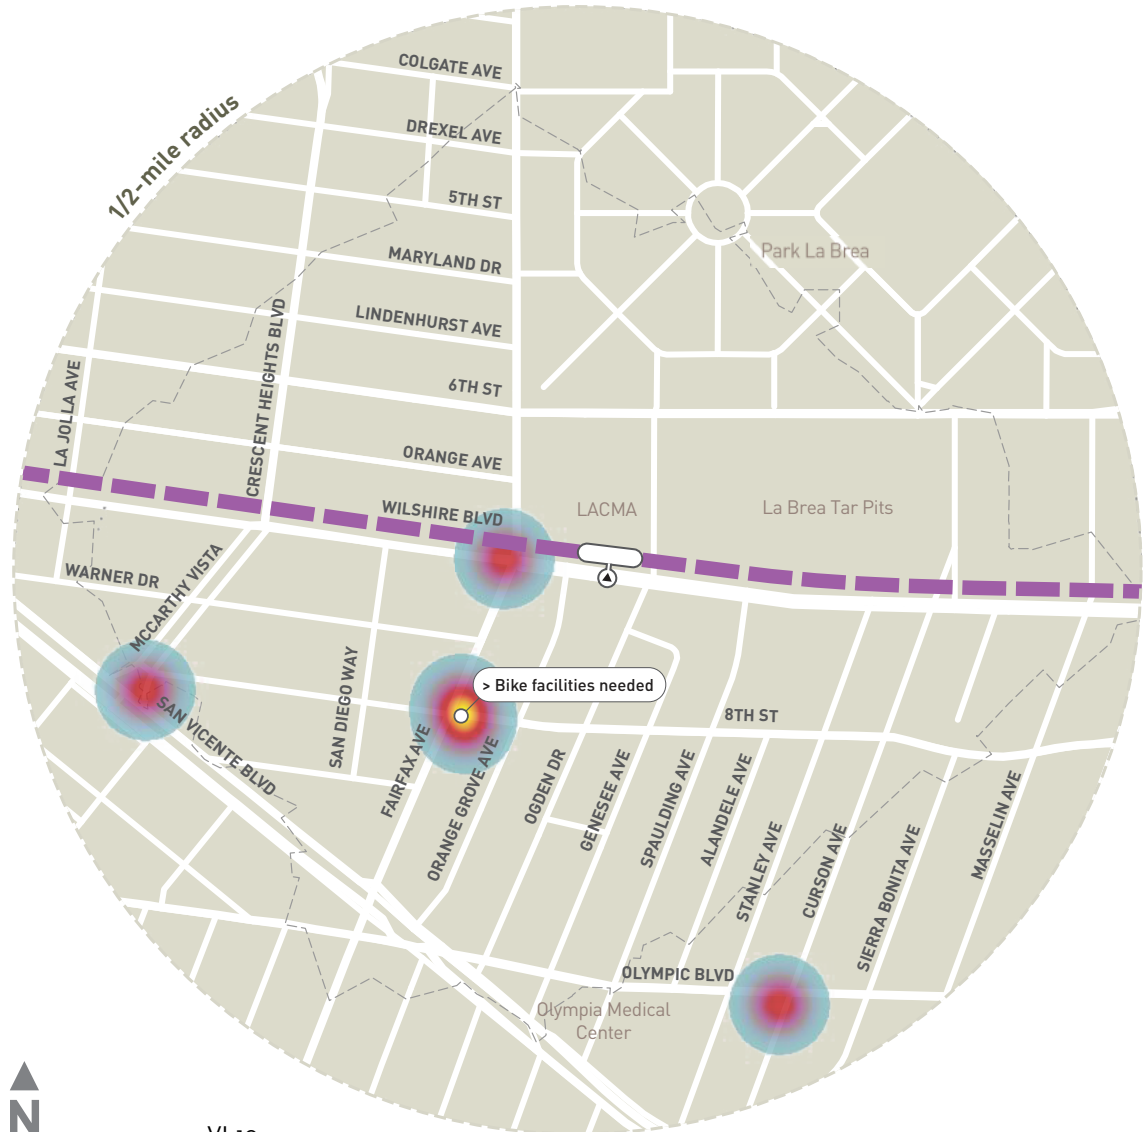 COLGATE AVE
1/2-mile radius
DREXEL AVE
5TH ST
MARYLAND DR
Park La Brea
LINDENHURST AVE
CRESCENT HEIGHTS BLVD
LA JOLLA AVE
6TH ST
ORANGE AVE
WILSHIRE BLVD
LACMA
La Brea Tar Pits
WARNER DR
MCCARTHY VISTA
SAN DIEGO WAY
> Bike facilities needed
SAN VICENTE BLVD
8TH ST
FAIRFAX AVE
ORANGE GROVE AVE
OGDEN DR
GENESEE AVE
SPAULDING AVE
ALANDELE AVE
STANLEY AVE
CURSON AVE
SIERRA BONITA AVE
MASSELIN AVE
OLYMPIC BLVD
Olympia Medical
Center
N